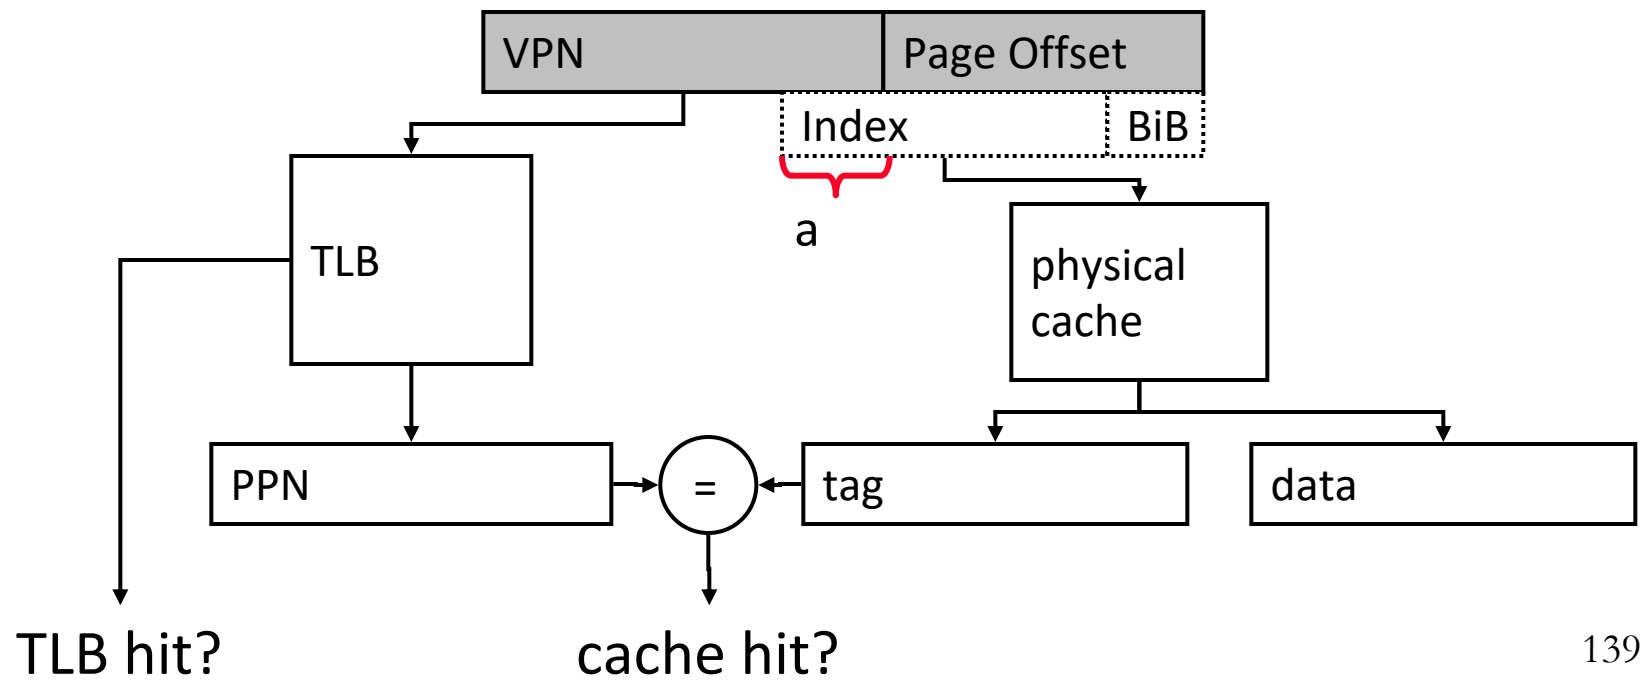 VPN
Page Offset
Index
BiB
a
TLB
physical
cache
PPN
=
tag
data
TLB hit?
cache hit?
139